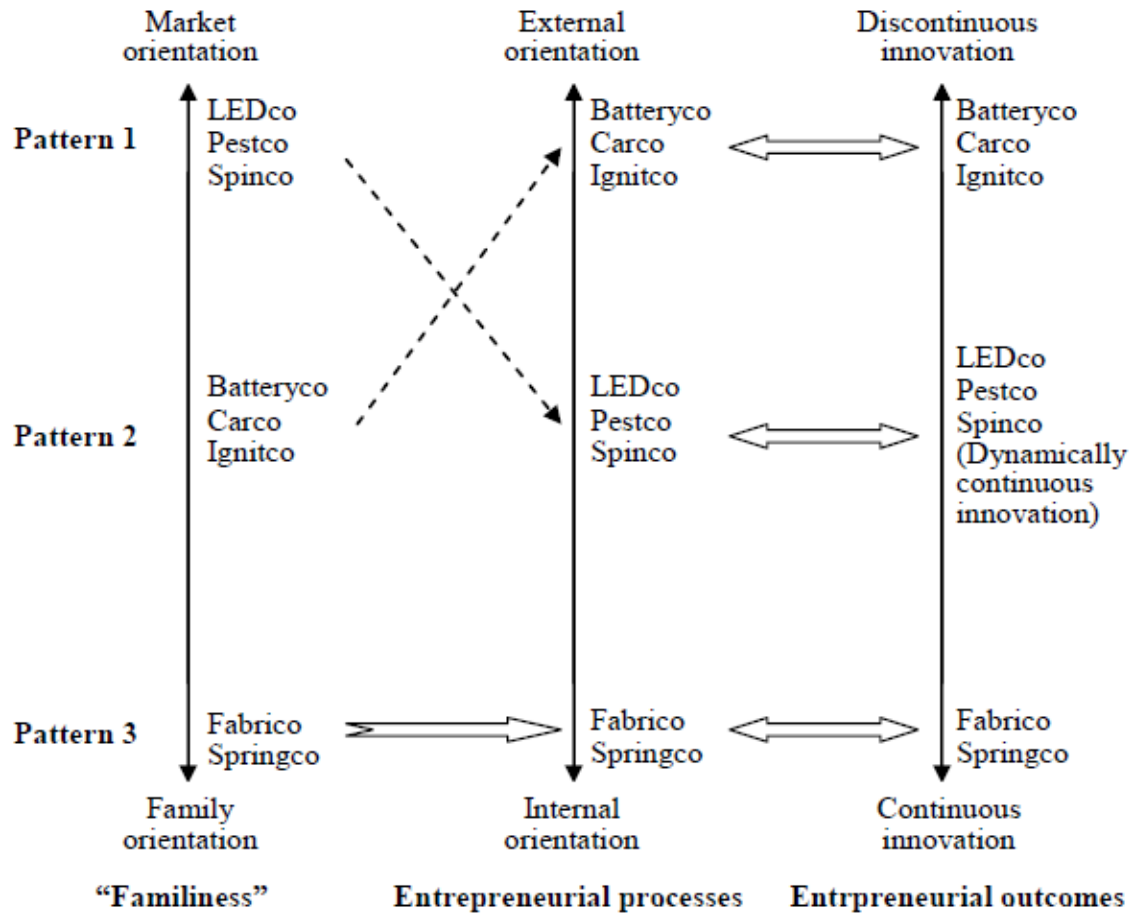 Market
orientation
External
orientation
Discontinuous
innovation
Pattern 1
LEDco
Pestco
Spinco
Batteryco
Carco
Ignitco
Batteryco
Carco
Ignitco
Pattern 2
Batteryco
Carco
Ignitco
LEDco
Pestco
Spinco
LEDco
Pestco
Spinco
(Dynamically
continuous
innovation)
Pattern 3
Fabrico
Springco
Fabrico
Springco
Fabrico
Springco
Family
orientation
Internal
orientation
Continuous
innovation
“Familiness”
Entrepreneurial processes
Entrpreneurial outcomes